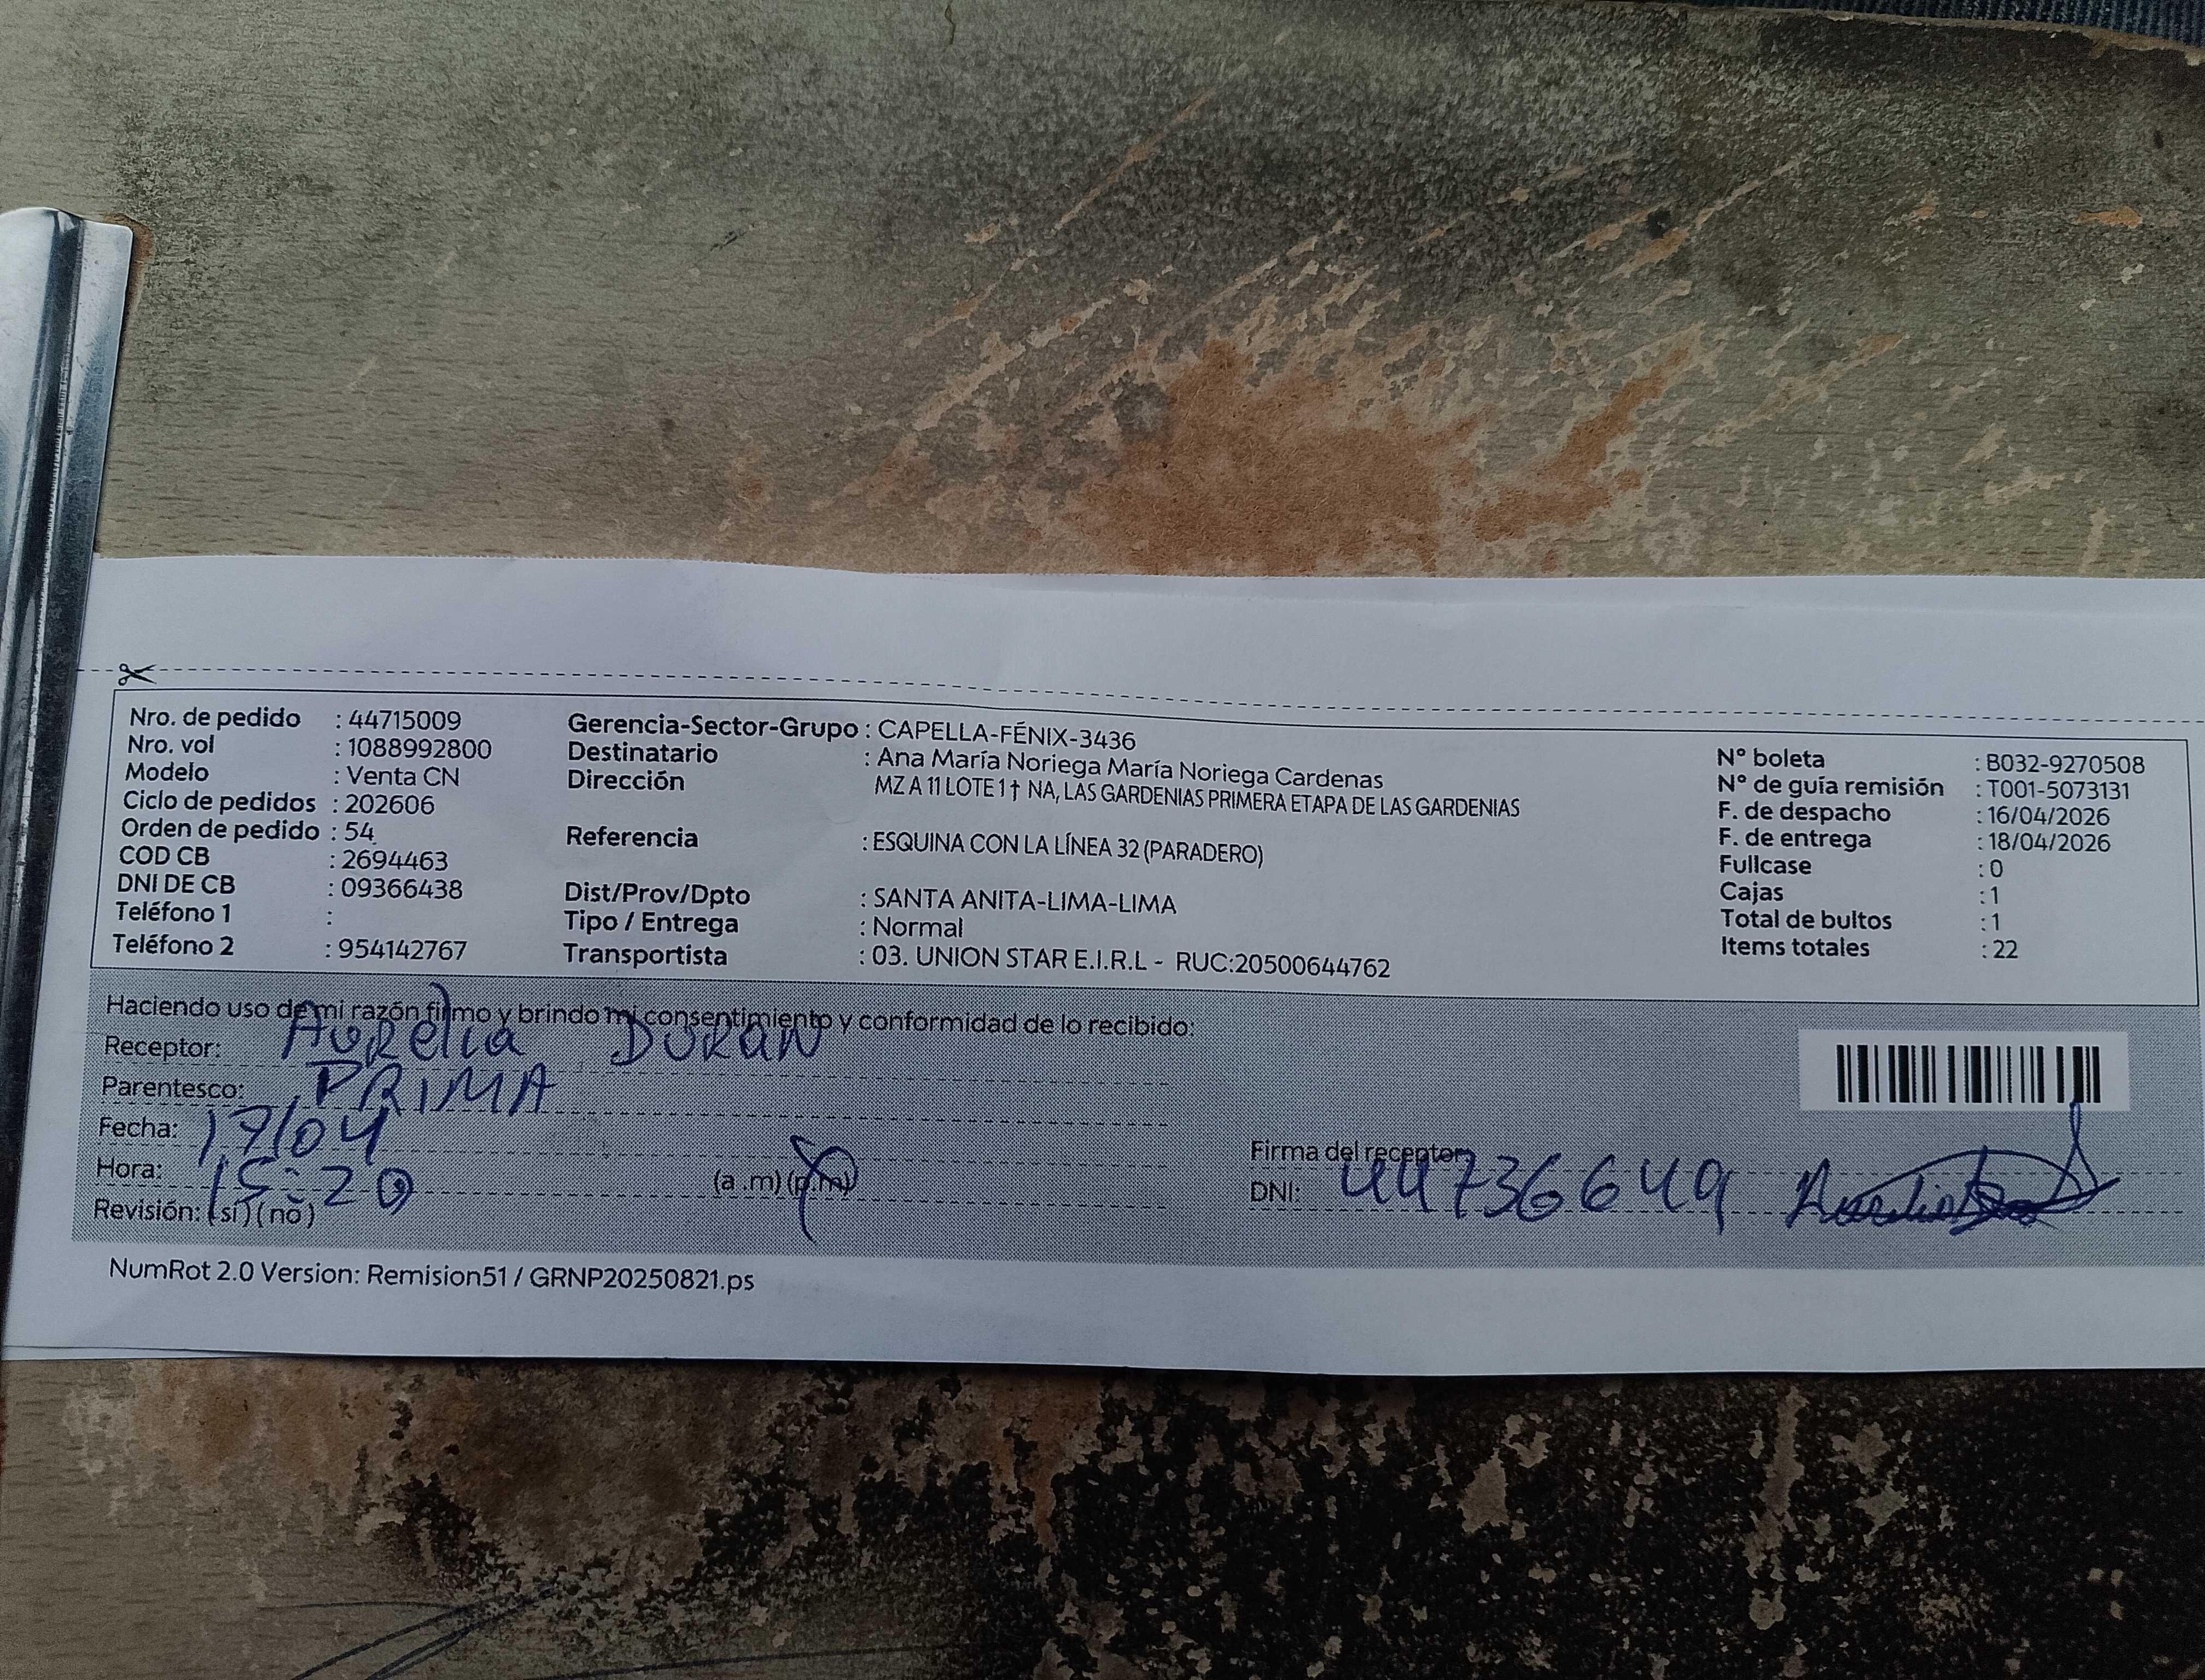 Nro. de pedido : 44715009
Nro. vol : 1088992800
Modelo : Venta CN
Ciclo de pedidos : 202606
Orden de pedido : 54
COD CB : 2694463
DNI DE CB : 09366438
Teléfono 1 :
Teléfono 2 : 954142767
Gerencia-Sector-Grupo : CAPELLA-FÉNIX-3436
Destinatario : Ana María Noriega María Noriega Cardenas
Dirección MZ A 11 LOTE 1 † NA, LAS GARDENIAS PRIMERA ETAPA DE LAS GARDENIAS
Referencia : ESQUINA CON LA LÍNEA 32 (PARADERO)
Dist/Prov/Dpto : SANTA ANITA-LIMA-LIMA
Tipo / Entrega : Normal
Transportista : 03. UNION STAR E.I.R.L - RUC:20500644762
N° boleta : B032-9270508
N° de guía remisión : T001-5073131
F. de despacho : 16/04/2026
F. de entrega : 18/04/2026
Fullcase : 0
Cajas : 1
Total de bultos : 1
Items totales : 22
Haciendo uso de mi razón firmo y brindo mi consentimiento y conformidad de lo recibido:
Receptor: Aurelia Duran
Parentesco: PRIMA
Fecha: 17/04
Hora: 15:20 (a .m) (p.m)
Revisión: (sí) (no)
Firma del receptor
DNI: 44736649
NumRot 2.0 Version: Remision51 / GRNP20250821.ps